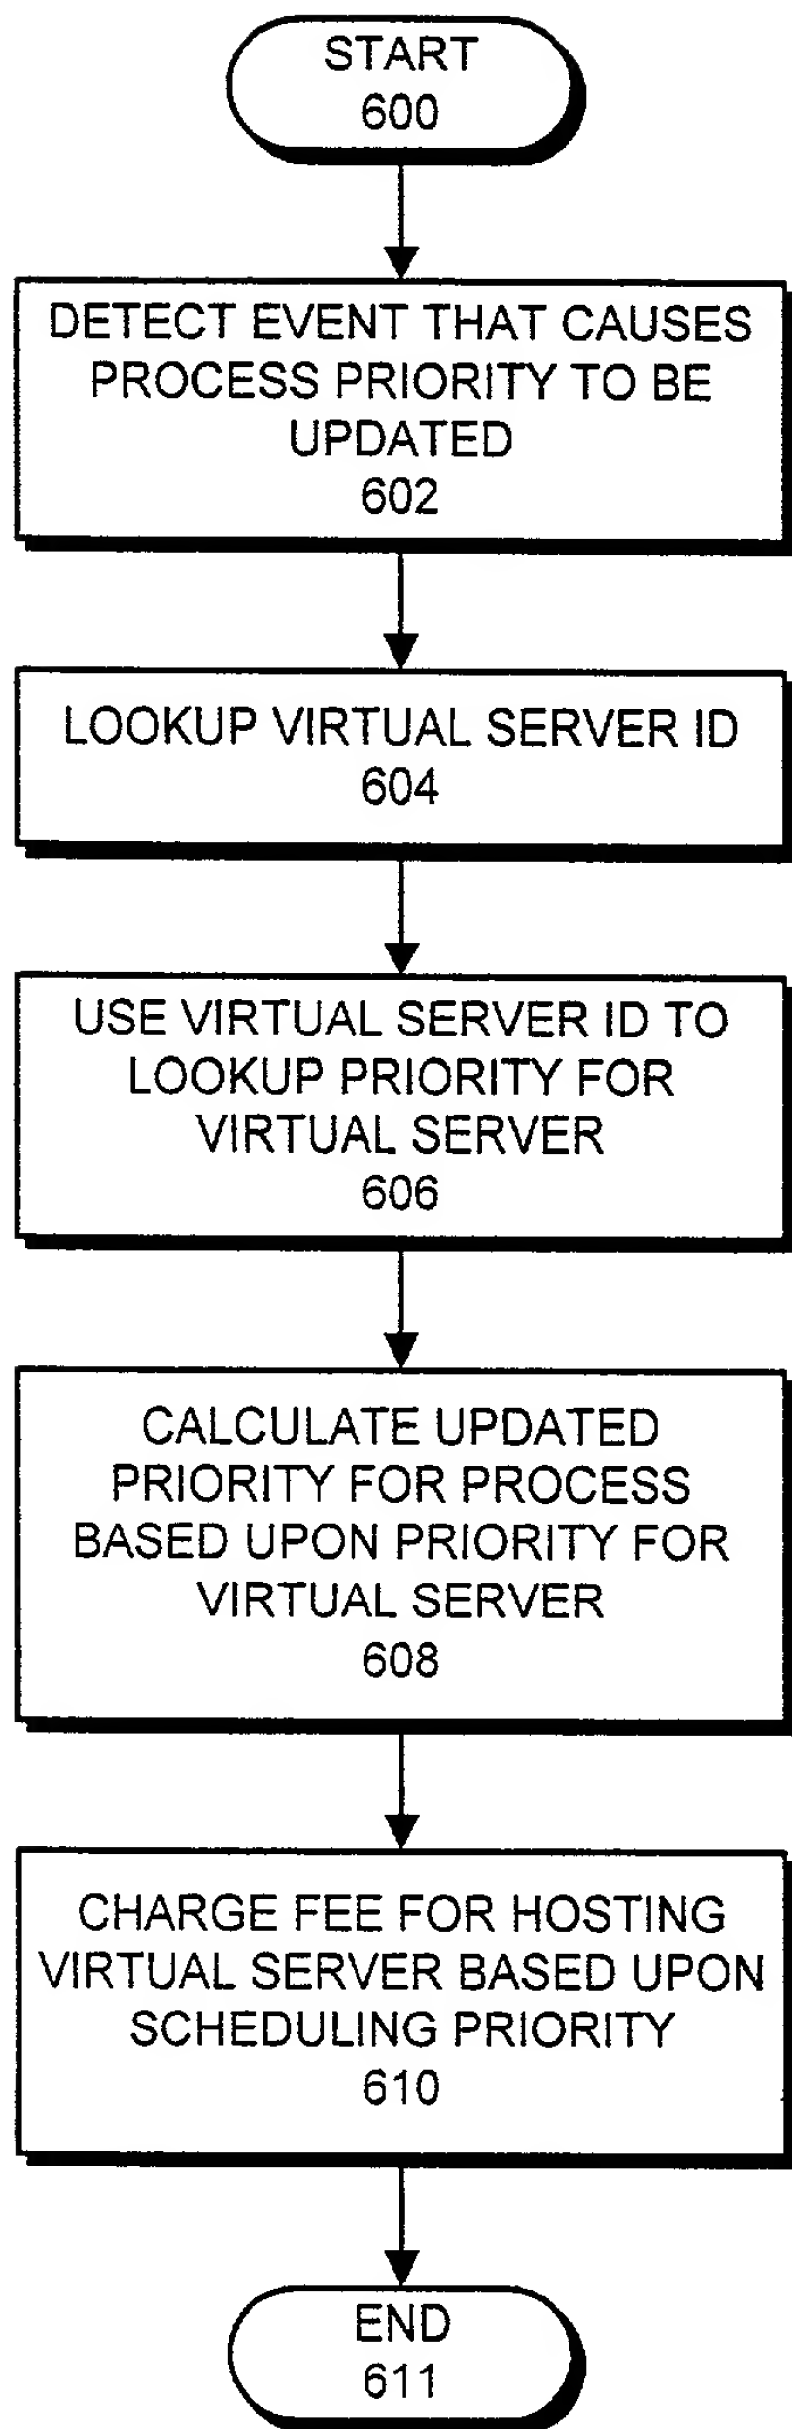 START
600
DETECT EVENT THAT CAUSES
PROCESS PRIORITY TO BE
UPDATED
602
LOOKUP VIRTUAL SERVER ID
604
USE VIRTUAL SERVER ID TO
LOOKUP PRIORITY FOR
VIRTUAL SERVER
606
CALCULATE UPDATED
PRIORITY FOR PROCESS
BASED UPON PRIORITY FOR
VIRTUAL SERVER
608
CHARGE FEE FOR HOSTING
VIRTUAL SERVER BASED UPON
SCHEDULING PRIORITY
610
END
611